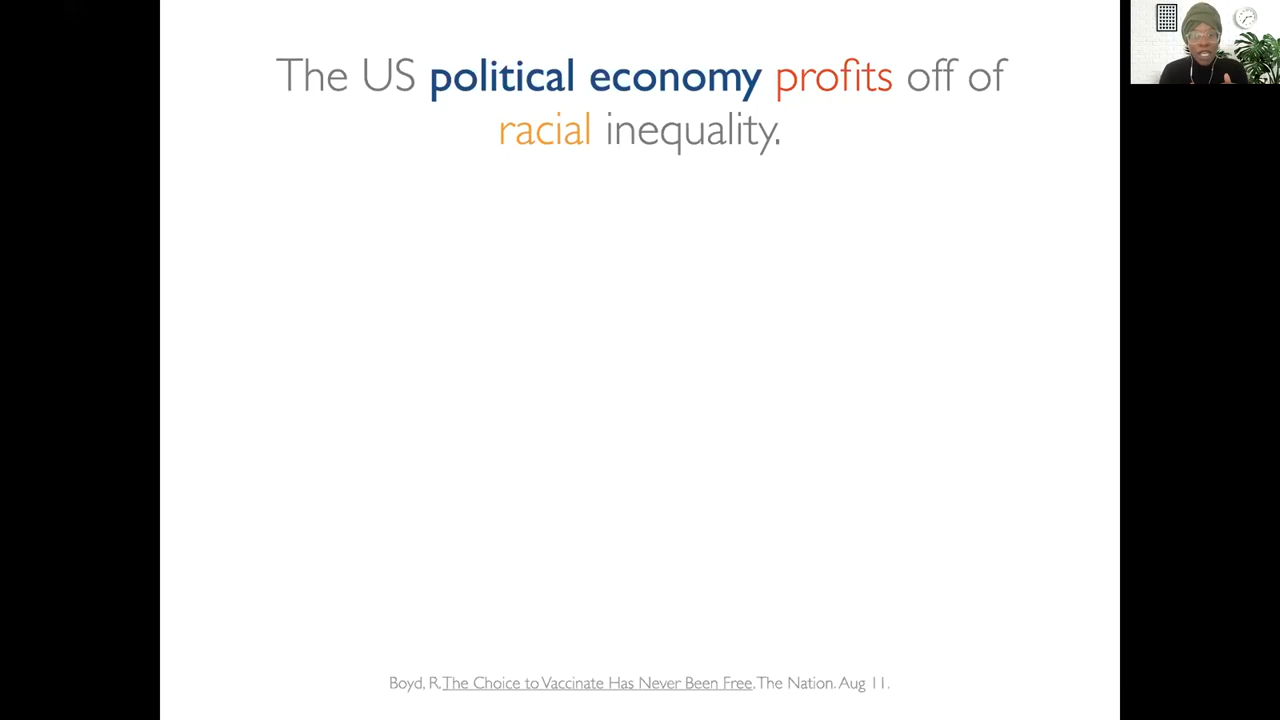 The US political economy profits off of
racial inequality.
Boyd, R. The Choice to Vaccinate Has Never Been Free. The Nation. Aug 11.